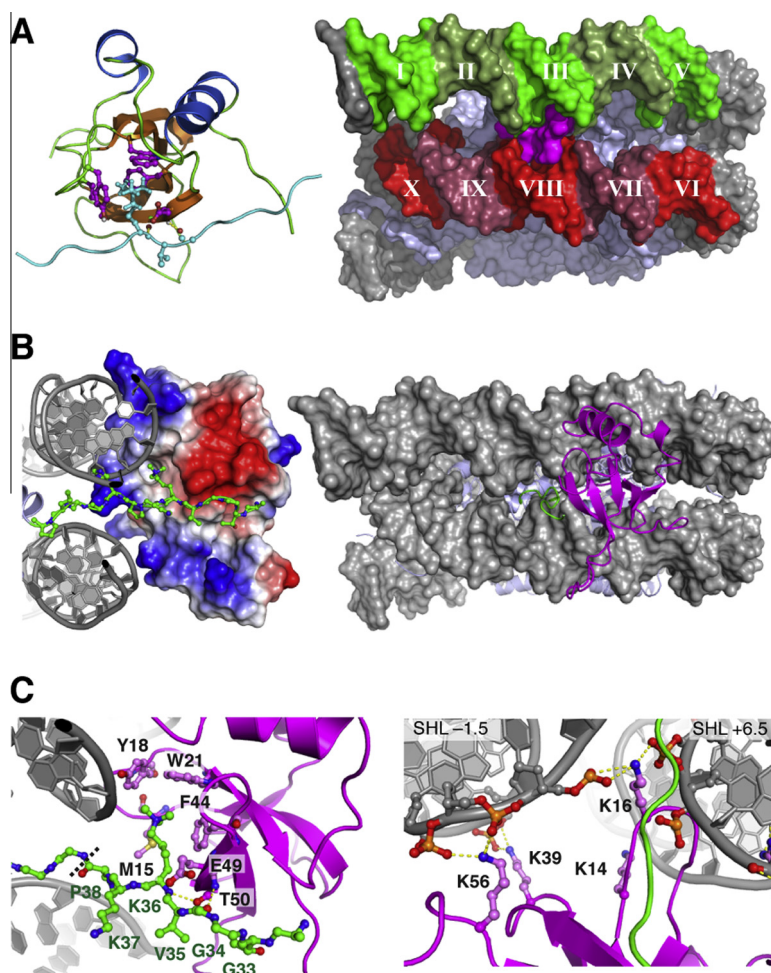 A
I II III IV V
X IX VIII VII VI
B
C
Y18
W21
F44
M15
E49
P38
K36
T50
K37
V35
G34
G33
SHL –1.5
SHL +6.5
K16
K39
K14
K56